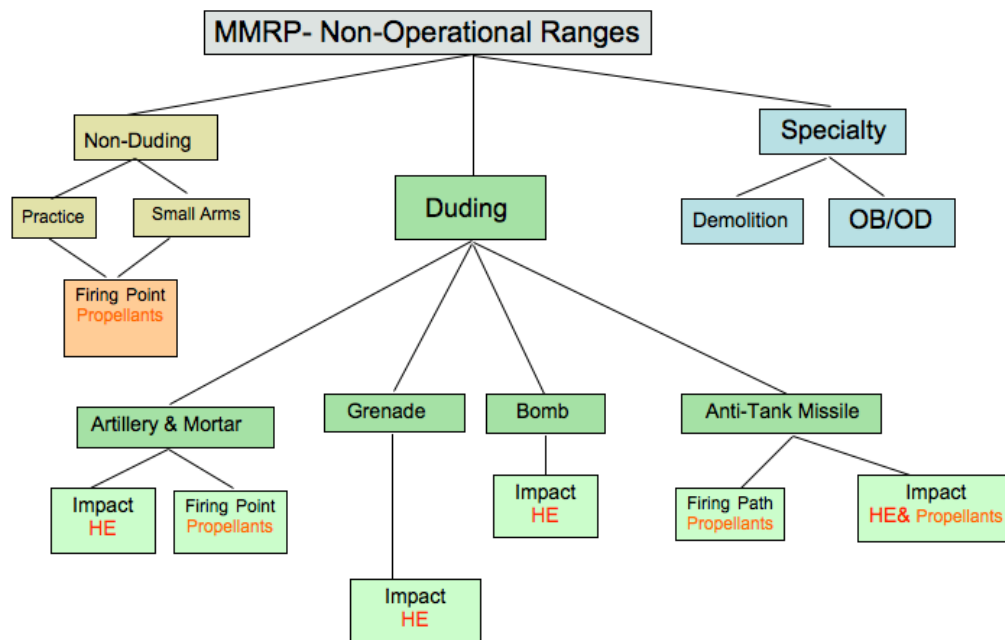 MMRP- Non-Operational Ranges
Non-Duding
Specialty
Duding
Practice
Small Arms
Demolition
OB/OD
Firing Point
Propellants
Artillery & Mortar
Grenade
Bomb
Anti-Tank Missile
Impact
HE
Firing Point
Propellants
Impact
HE
Firing Path
Propellants
Impact
HE& Propellants
Impact
HE